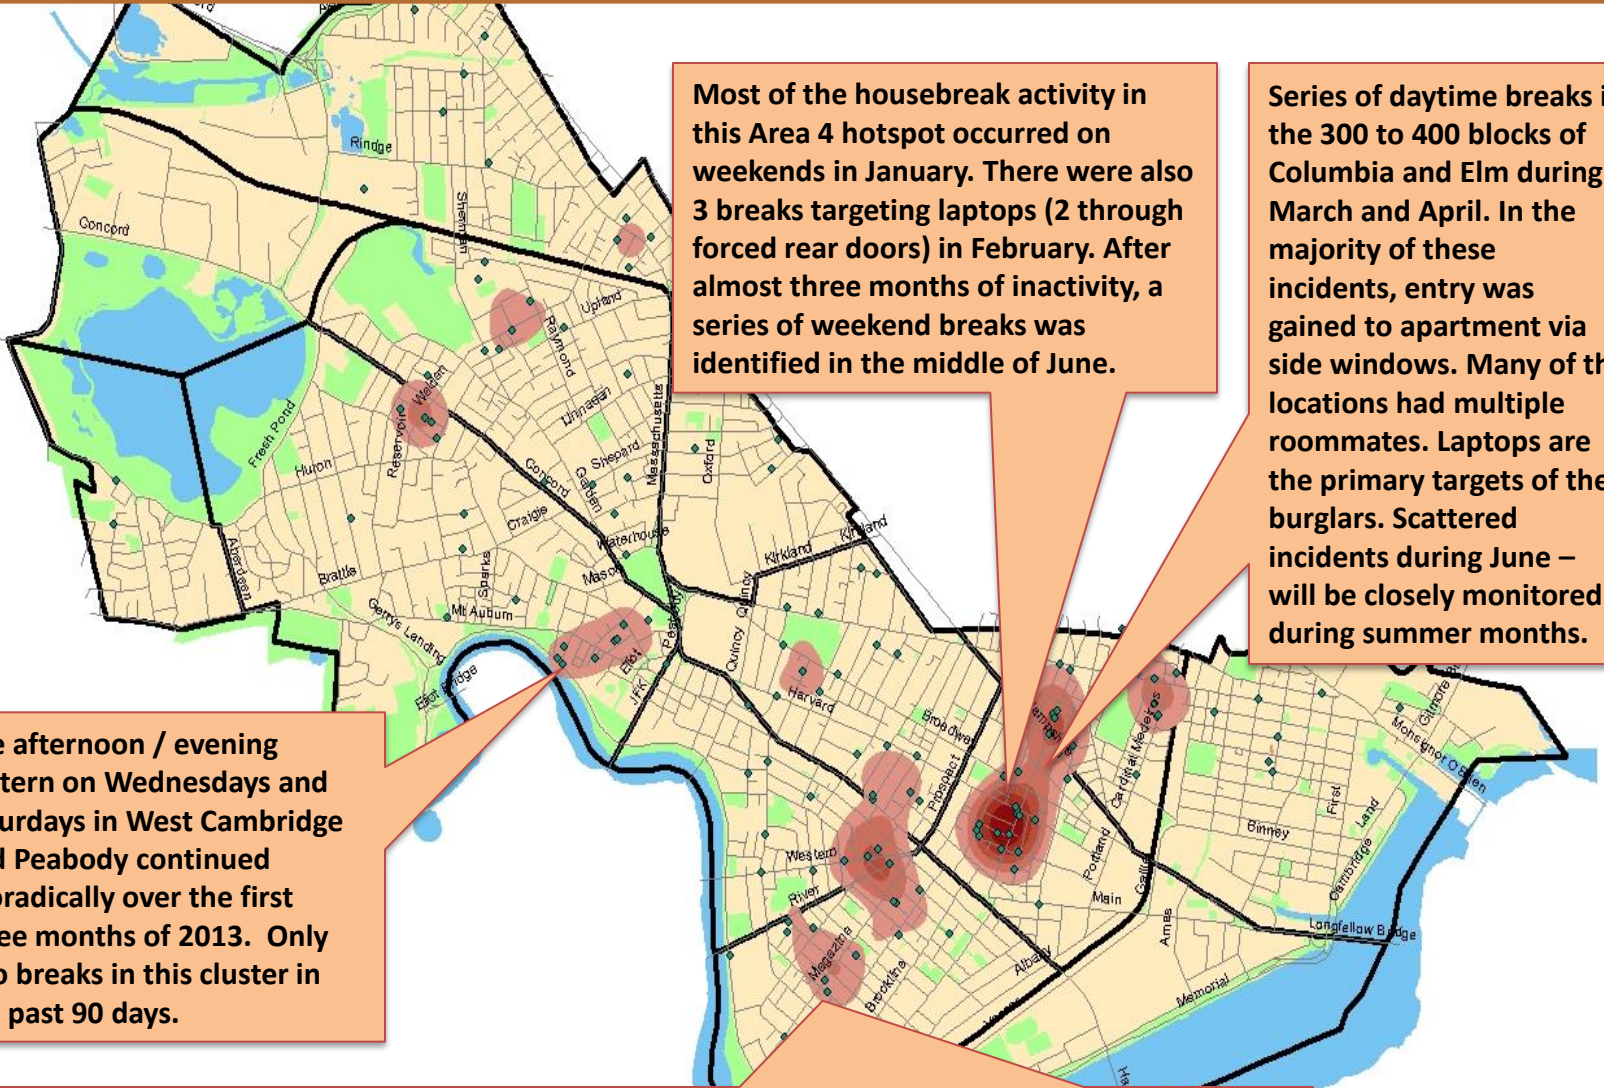 Most of the housebreak activity in
this Area 4 hotspot occurred on
weekends in January. There were also
3 breaks targeting laptops (2 through
forced rear doors) in February. After
almost three months of inactivity, a
series of weekend breaks was
identified in the middle of June.
Series of daytime breaks
the 300 to 400 blocks of
Columbia and Elm during
March and April. In the
majority of these
incidents, entry was
gained to apartment via
side windows. Many of
locations had multiple
roommates. Laptops are
the primary targets of
burglars. Scattered
incidents during June –
will be closely monitored
during summer months.
afternoon / evening
on Wednesdays and
in West Cambridge
Peabody continued
over the first
months of 2013. Only
breaks in this cluster in
past 90 days.
Rindge
Concord
Sherman
Upland
Raymond
Walden
Reservoir
Linnaean
Massachusetts
Fresh Pond
Huron
Shepard
Oxford
Concord
Garden
Craigie
Waterhouse
Kirkland
Kirkland
Aberdeen
Brattle
Sparks
Mason
Mt Auburn
Gerrys Landing
Peabody
Quincy
Quincy
Eliot
JFK
Eliot Bridge
Harvard
Broadway
Prospect
Cardinal Medeiros
Gilmore
Monsignor O'Brien
First
Land
Binney
Cambridge
Western
River
Portland
Main
Galilei
Ames
Longfellow Bridge
Magazine
Brookline
Albany
Vassar
Memorial